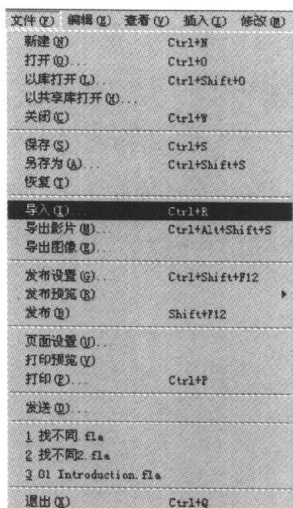 文件(F) 编辑(E) 查看(V) 插入(I) 修改(M)
新建(N) Ctrl+N
打开(O)... Ctrl+O
以库打开(L)... Ctrl+Shift+O
以共享库打开(H)...
关闭(C) Ctrl+W
保存(S) Ctrl+S
另存为(A)... Ctrl+Shift+S
恢复(T)
导入(I)... Ctrl+R
导出影片(M)... Ctrl+Alt+Shift+S
导出图像(E)...
发布设置(G)... Ctrl+Shift+F12
发布预览(R)
发布(B) Shift+F12
页面设置(U)...
打印预览(V)
打印(P)... Ctrl+P
发送(D)...
1 找不同.fla
2 找不同2.fla
3 01 Introduction.fla
退出(X) Ctrl+Q